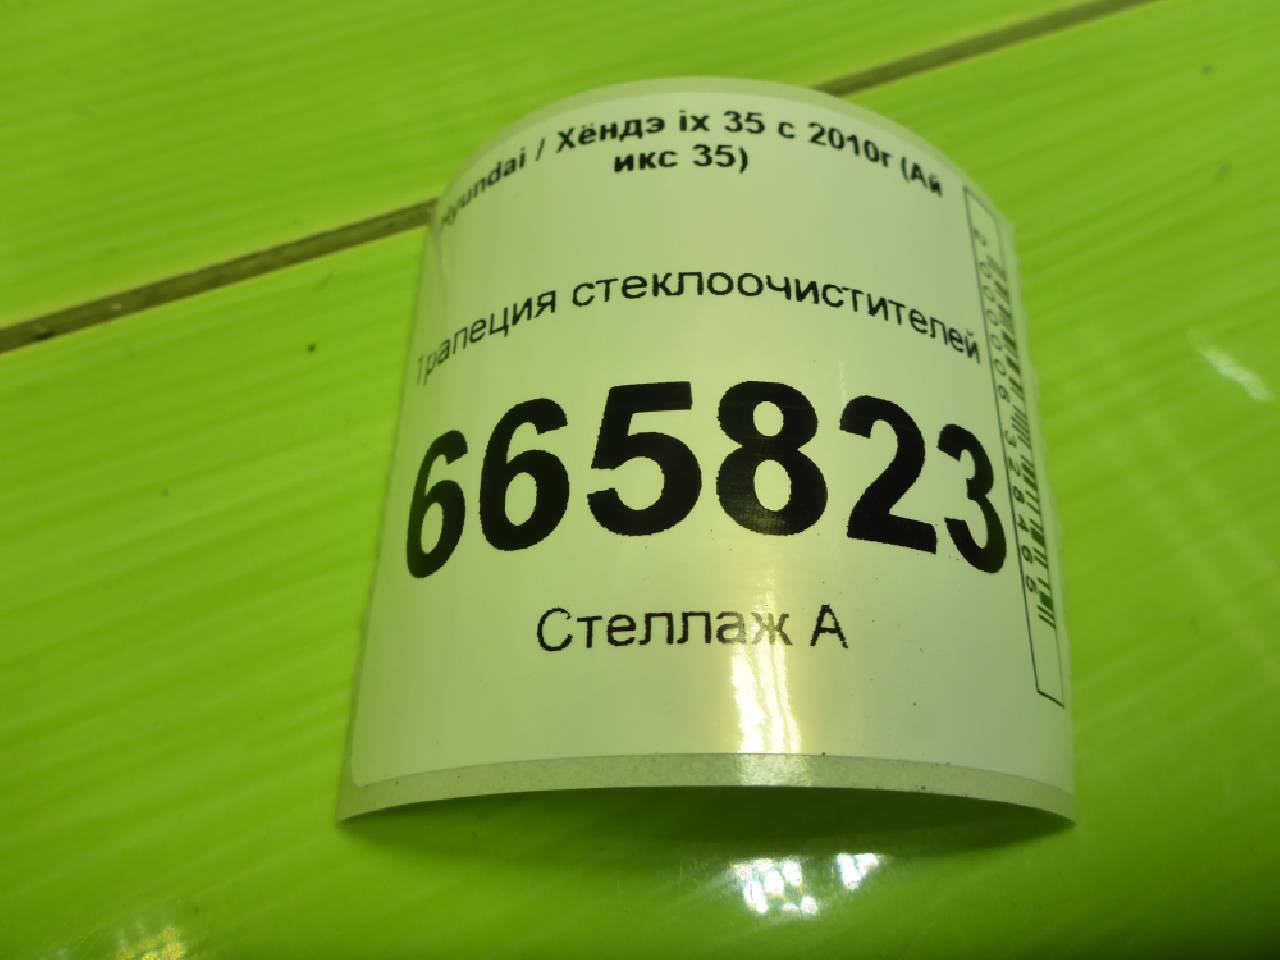 Hyundai / Хёндэ ix 35 с 2010г (Ай
икс 35)
Трапеция стеклоочистителей
665823
Стеллаж А